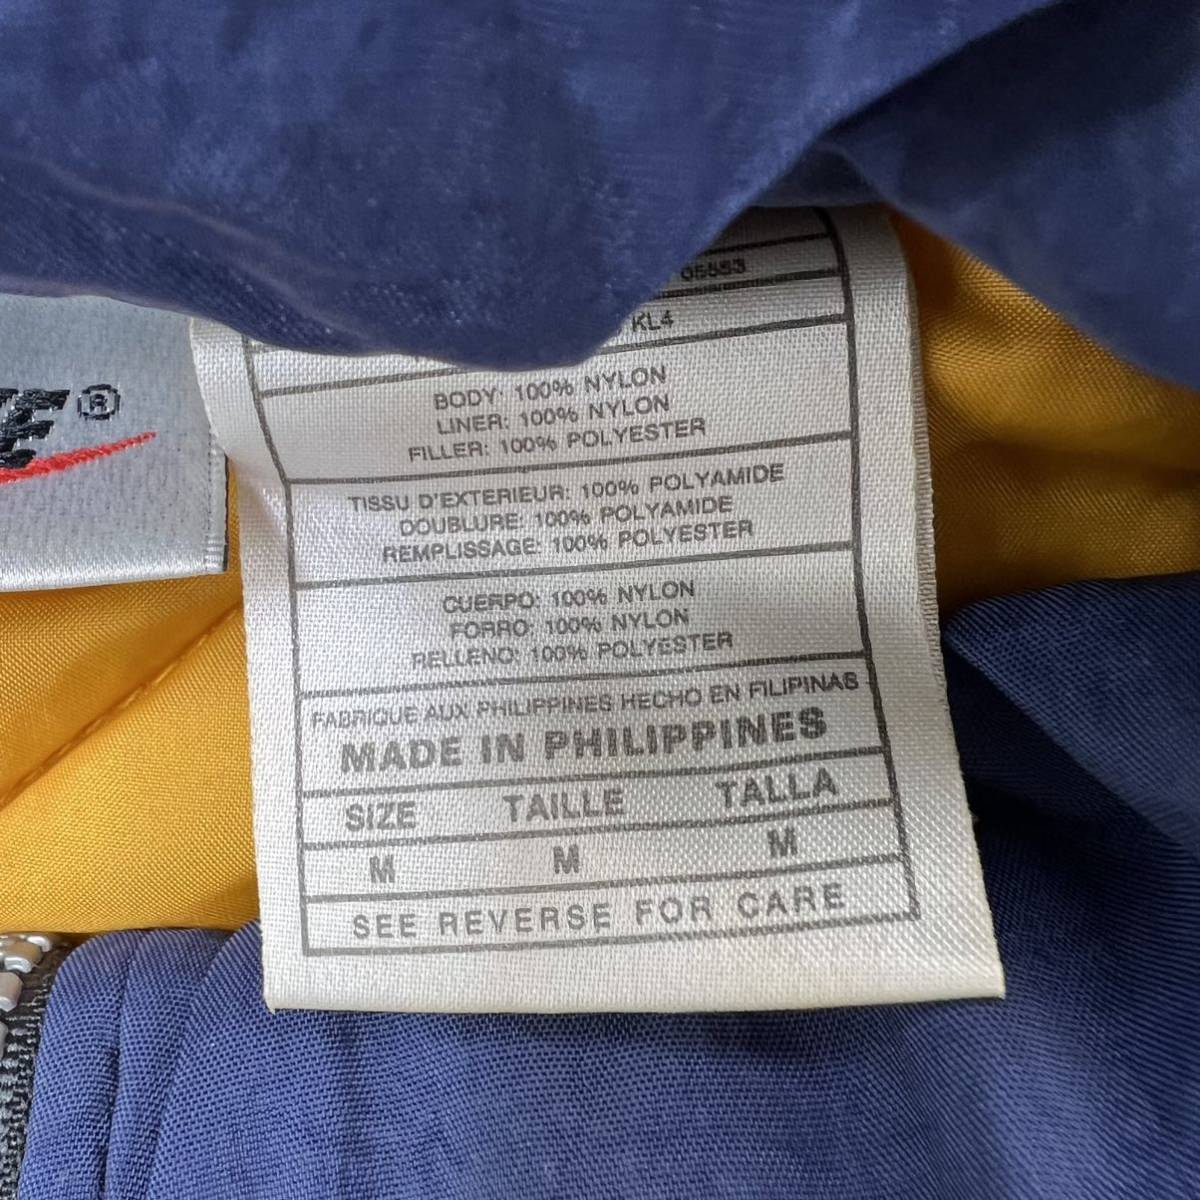 05553
KL4
BODY: 100% NYLON
LINER: 100% NYLON
FILLER: 100% POLYESTER
TISSU D'EXTERIEUR: 100% POLYAMIDE
DOUBLURE: 100% POLYAMIDE
REMPLISSAGE: 100% POLYESTER
CUERPO: 100% NYLON
FORRO: 100% NYLON
RELLENO: 100% POLYESTER
FABRIQUE AUX PHILIPPINES HECHO EN FILIPINAS
MADE IN PHILIPPINES
SIZE TAILLE TALLA
M M M
SEE REVERSE FOR CARE